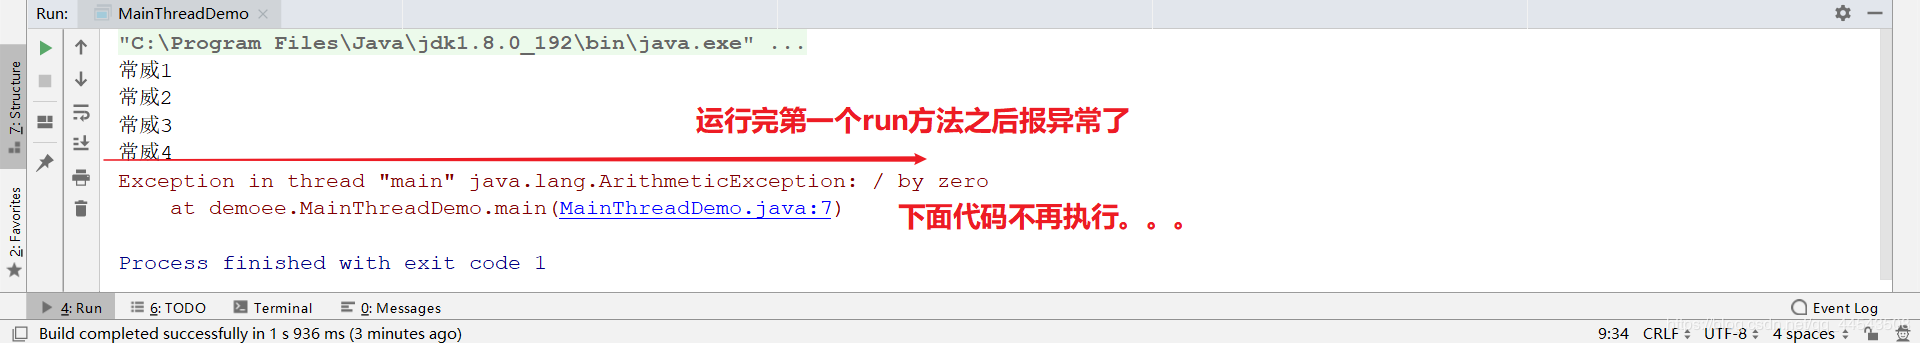 Run: MainThreadDemo ×
"C:\Program Files\Java\jdk1.8.0_192\bin\java.exe" ...
常威1
常威2
常威3
常威4
运行完第一个run方法之后报异常了
Exception in thread "main" java.lang.ArithmeticException: / by zero
at demoee.MainThreadDemo.main(MainThreadDemo.java:7)
下面代码不再执行。。。
Process finished with exit code 1
7: Structure
2: Favorites
4: Run 6: TODO Terminal 0: Messages Event Log
Build completed successfully in 1 s 936 ms (3 minutes ago) 9:34 CRLF UTF-8 4 spaces